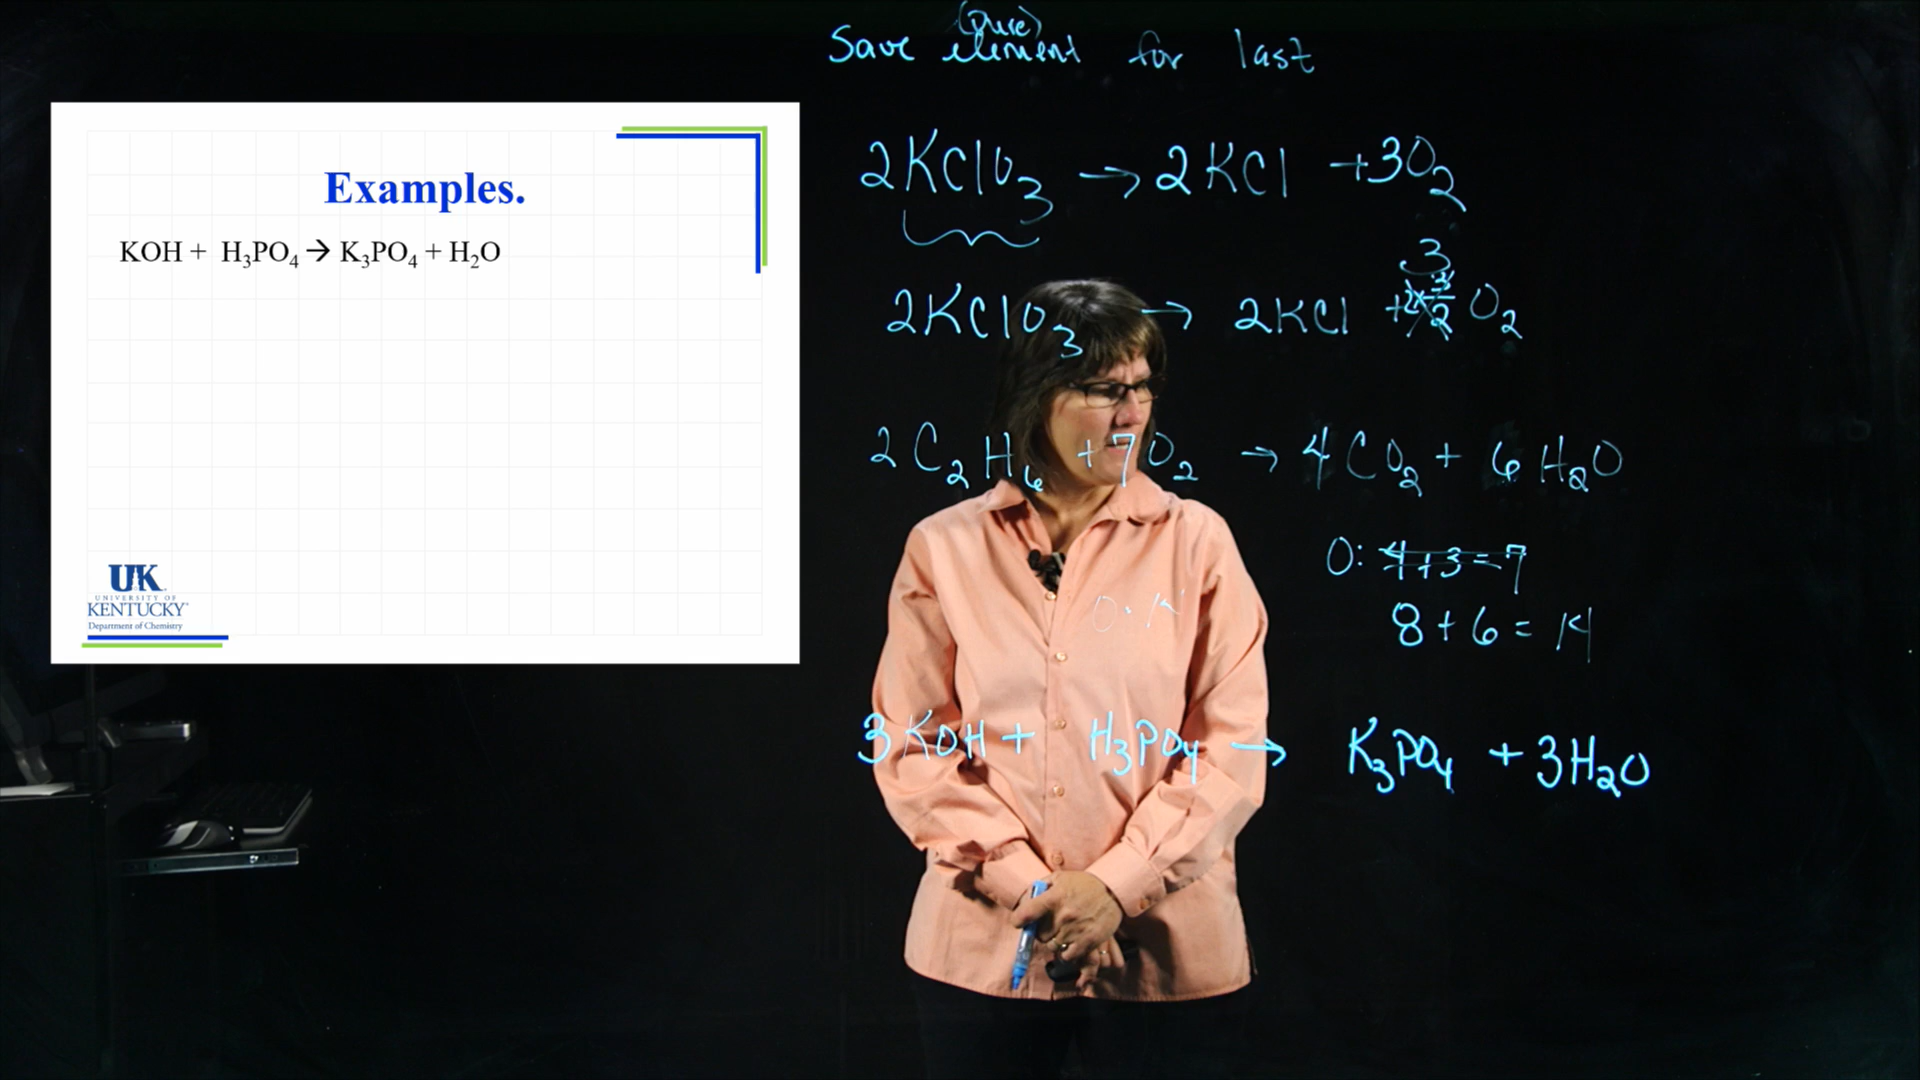 (pure)
Save element for last
Examples.
KOH + H₃PO₄ → K₃PO₄ + H₂O
UK
UNIVERSITY OF
KENTUCKY
Department of Chemistry
2KClO₃ → 2KCl + 3O₂
3
2KClO₃ → 2KCl + O₂
2C₂H₆ + 7O₂ → 4CO₂ + 6H₂O
O: 4+3=7
8+6=14
3KOH + H₃PO₄ → K₃PO₄ + 3H₂O